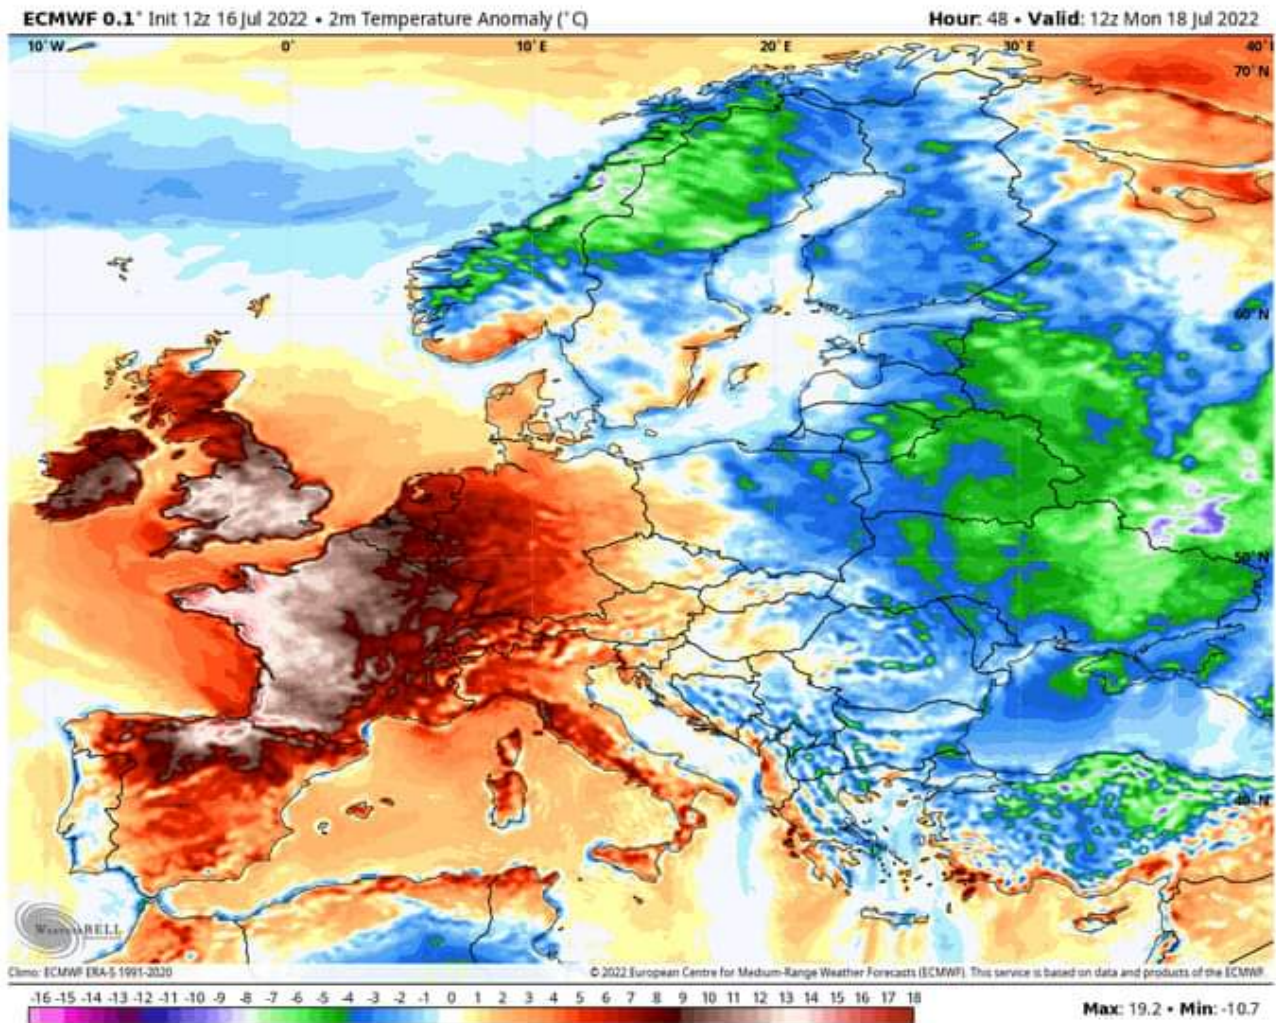 ECMWF 0.1° Init 12z 16 Jul 2022 • 2m Temperature Anomaly (°C)
Hour: 48 • Valid: 12z Mon 18 Jul 2022
10°W 0° 10°E 20°E 30°E 40°
70°N
60°N
50°N
40°N
WeatherBELL
Climo: ECMWF ERA-5 1991-2020
© 2022 European Centre for Medium-Range Weather Forecasts (ECMWF). This service is based on data and products of the ECMWF.
-16 -15 -14 -13 -12 -11 -10 -9 -8 -7 -6 -5 -4 -3 -2 -1 0 1 2 3 4 5 6 7 8 9 10 11 12 13 14 15 16 17 18
Max: 19.2 • Min: -10.7